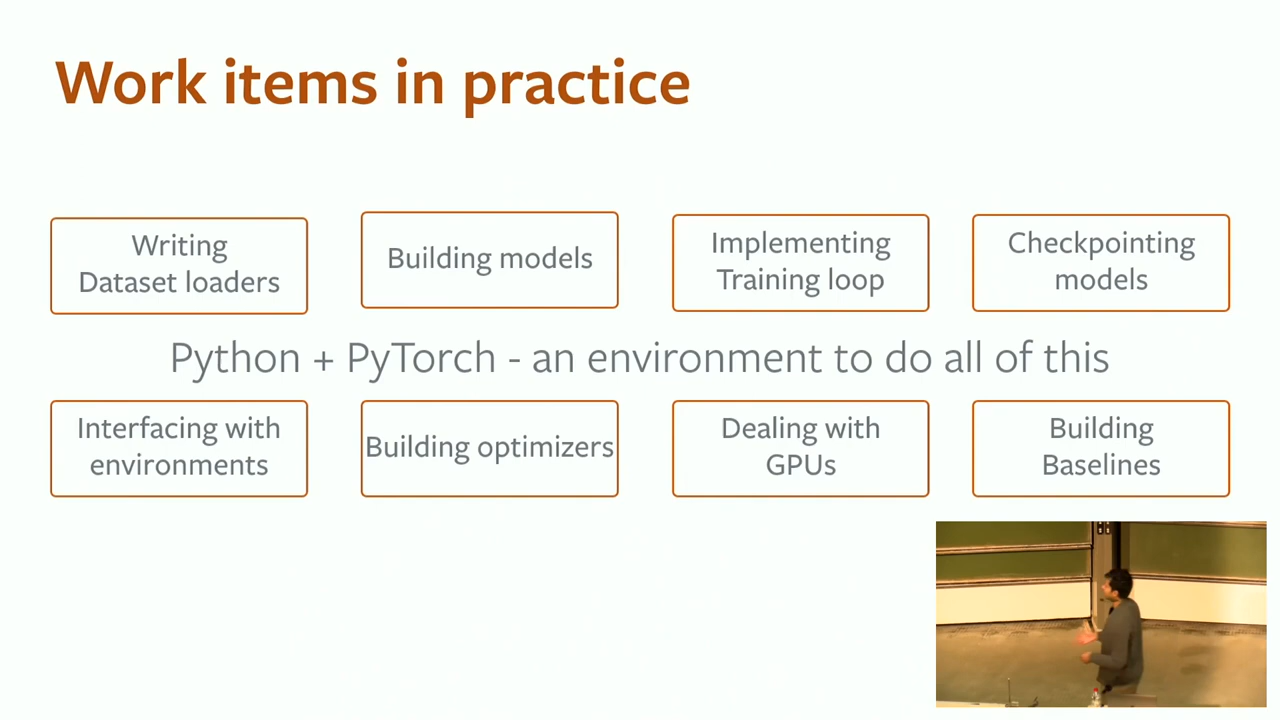 Work items in practice
Writing
Dataset loaders
Building models
Implementing
Training loop
Checkpointing
models
Python + PyTorch - an environment to do all of this
Interfacing with
environments
Building optimizers
Dealing with
GPUs
Building
Baselines